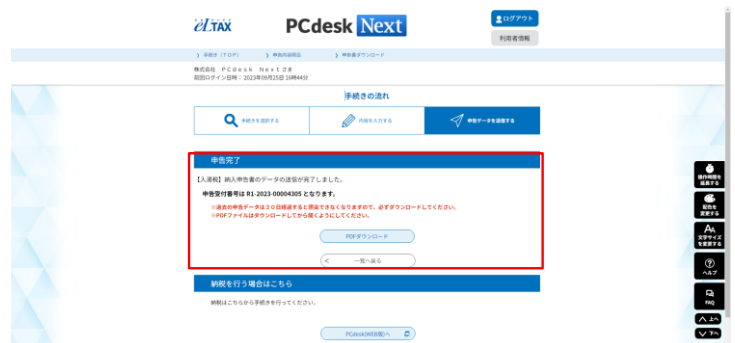 eLTAX
PCdesk Next
ログアウト
利用者情報
手続き（TOP） 申告内容照会 申告書ダウンロード
株式会社 PCdesk Nextさま
前回ログイン日時：2023年09月25日 16時44分
手続きの流れ
手続きを選択する
内容を入力する
申告データを送信する
申告完了
【入湯税】納入申告書のデータの送信が完了しました。
申告受付番号は R1-2023-00004305 となります。
※過去の申告データは３０日経過すると照会できなくなりますので、必ずダウンロードしてください。
※PDFファイルはダウンロードしてから開くようにしてください。
PDFダウンロード
一覧へ戻る
納税を行う場合はこちら
納税はこちらから手続きを行ってください。
PCdesk(WEB版)へ
操作時間を
延長する
配色を
変更する
文字サイズ
を変更する
ヘルプ
FAQ
上へ
下へ